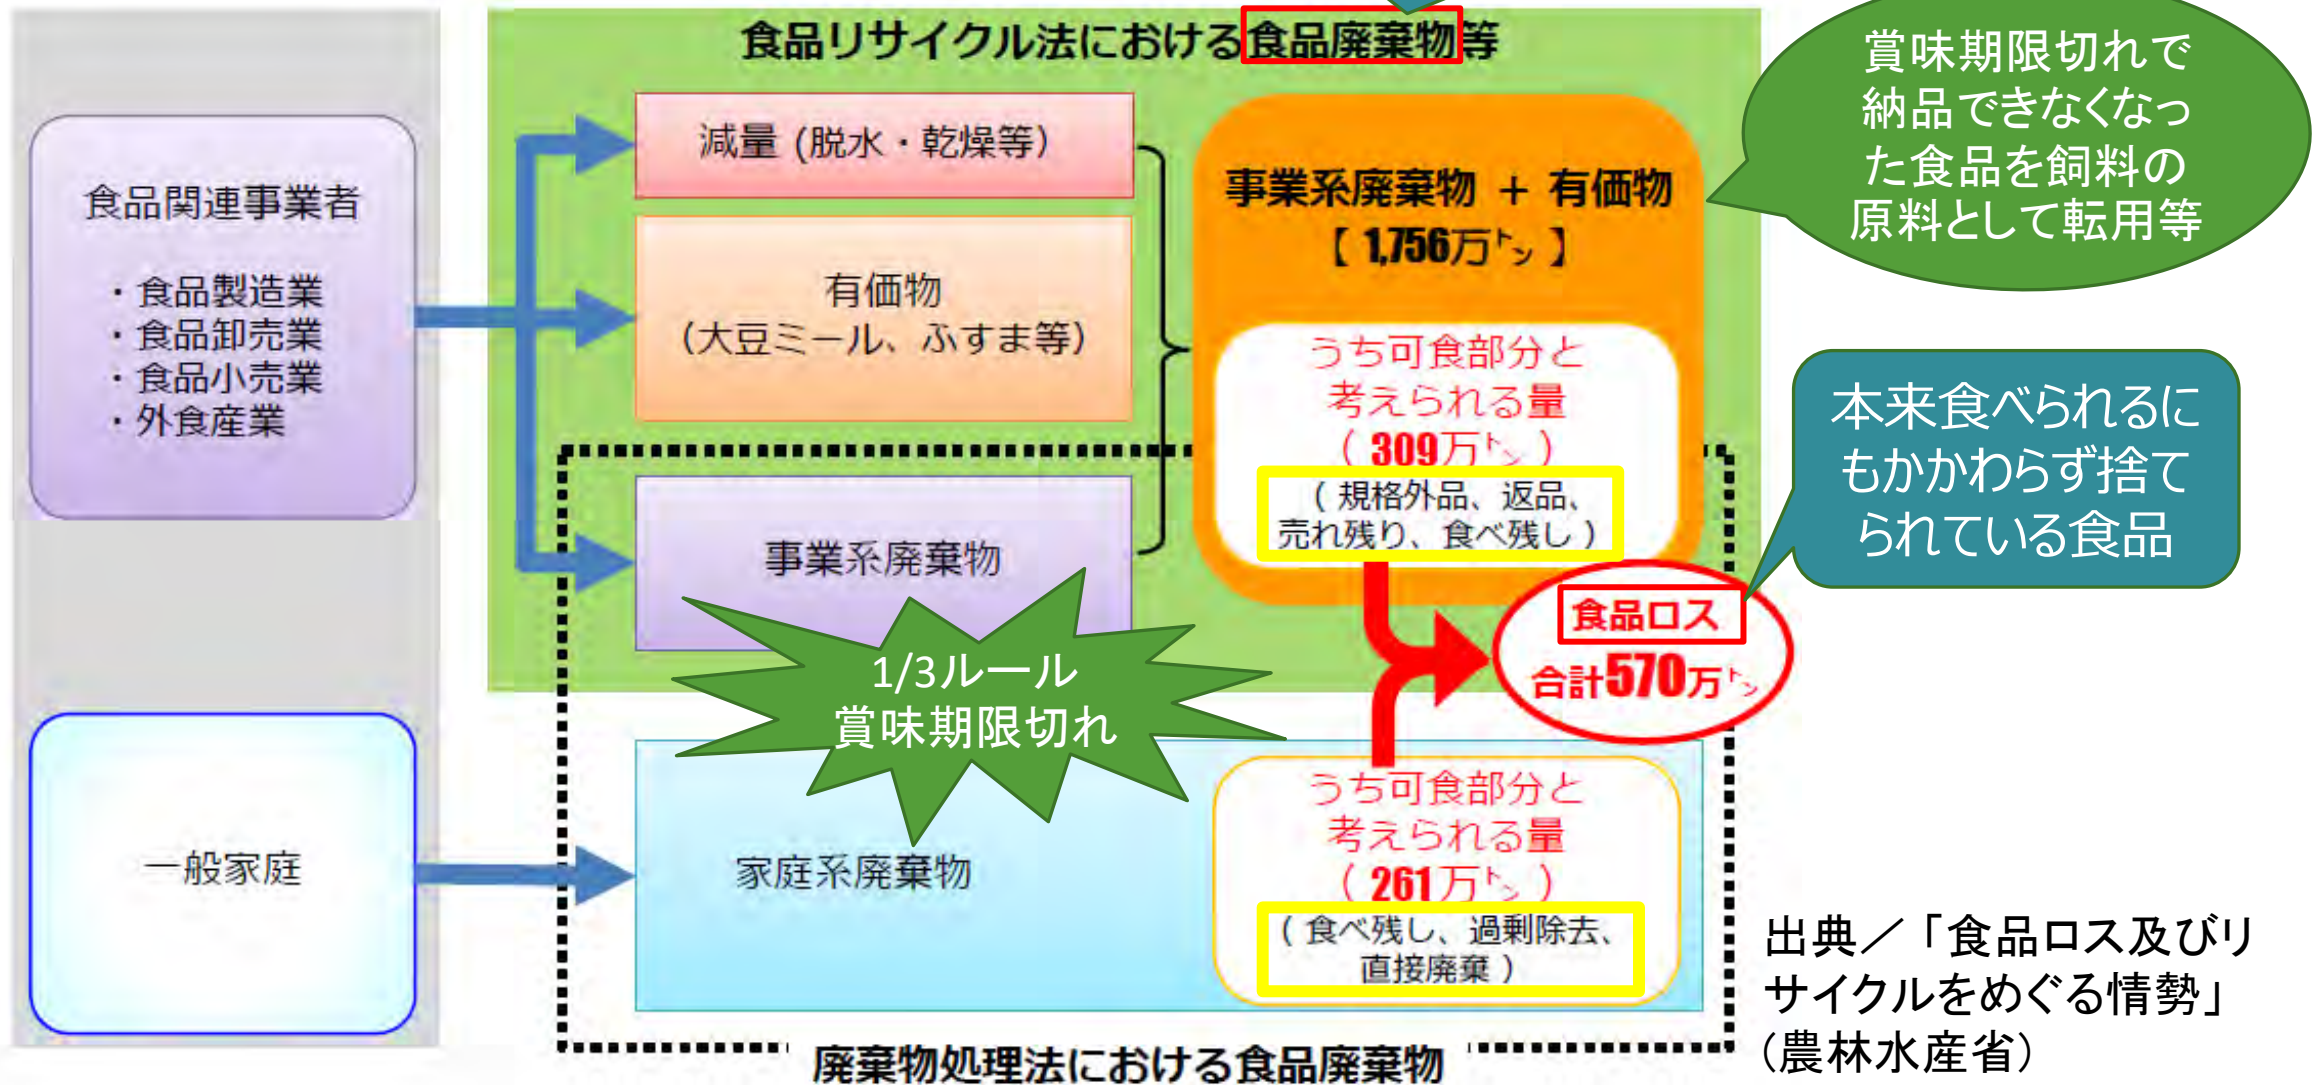 食品リサイクル法における食品廃棄物等
食品関連事業者
・食品製造業
・食品卸売業
・食品小売業
・外食産業
減量 (脱水・乾燥等)
有価物
(大豆ミール、ふすま等)
事業系廃棄物
事業系廃棄物 + 有価物
【 1,756万㌧ 】
うち可食部分と
考えられる量
( 309万㌧ )
( 規格外品、返品、
売れ残り、食べ残し )
賞味期限切れで
納品できなくなっ
た食品を飼料の
原料として転用等
本来食べられるに
もかかわらず捨て
られている食品
食品ロス
合計570万㌧
1/3ルール
賞味期限切れ
一般家庭
家庭系廃棄物
うち可食部分と
考えられる量
( 261万㌧ )
( 食べ残し、過剰除去、
直接廃棄 )
廃棄物処理法における食品廃棄物
出典／「食品ロス及びリ
サイクルをめぐる情勢」
(農林水産省)